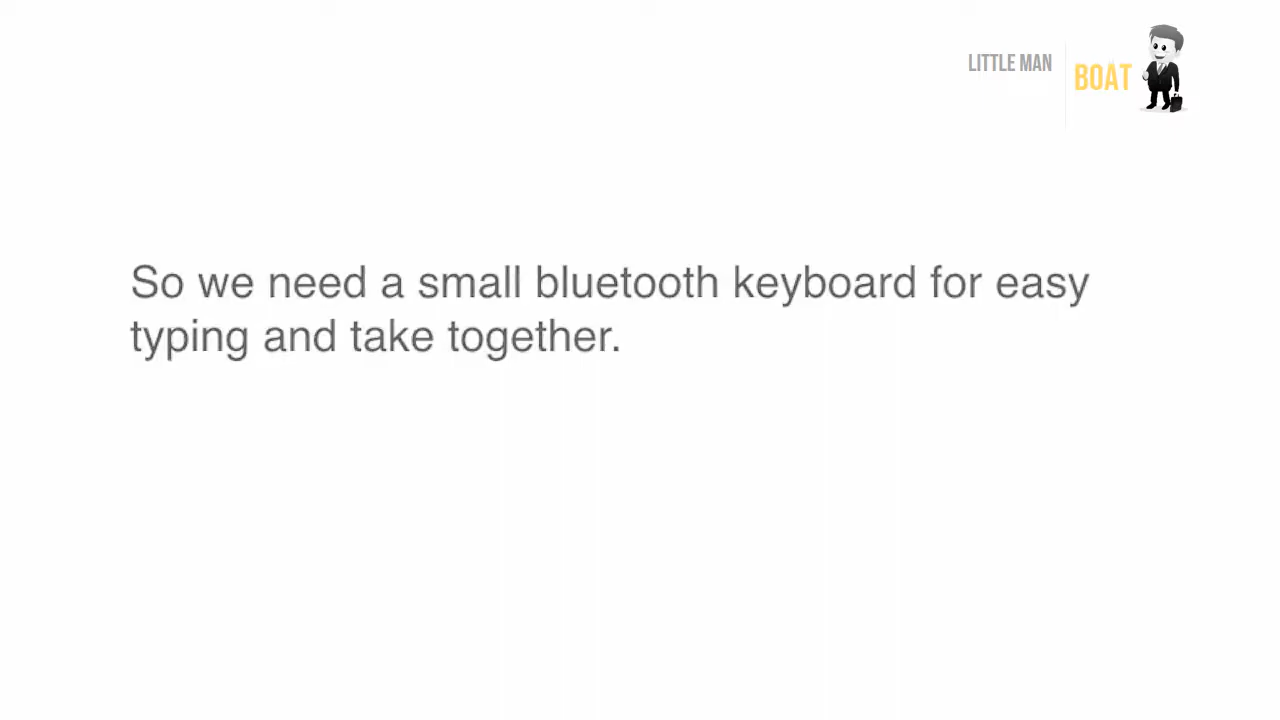 LITTLE MAN
BOAT
So we need a small bluetooth keyboard for easy
typing and take together.